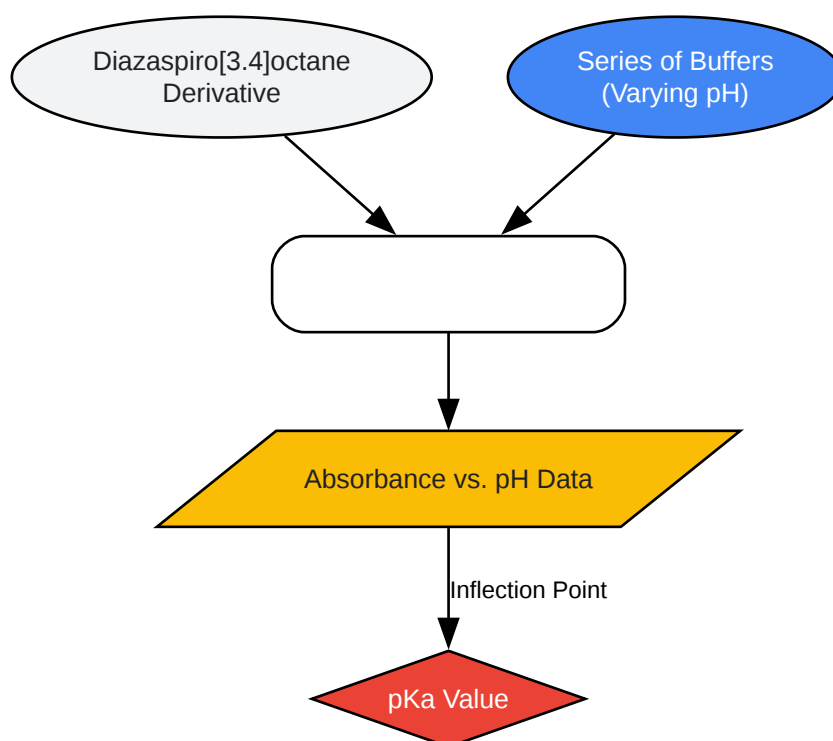 Diazaspiro[3.4]octane
Derivative
Series of Buffers
(Varying pH)
Absorbance vs. pH Data
Inflection Point
pKa Value